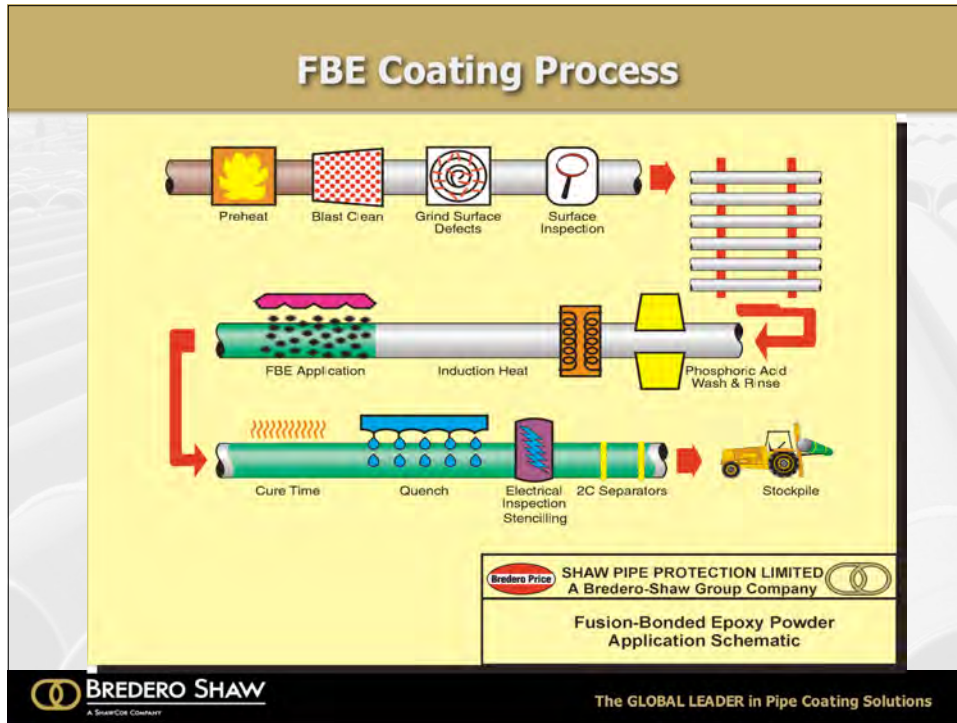 FBE Coating Process
Preheat
Blast Clean
Grind Surface
Defects
Surface
Inspection
FBE Application
Induction Heat
Phosphoric Acid
Wash & Rinse
Cure Time
Quench
Electrical
Inspection
Stencilling
2C Separators
Stockpile
Bredero Price
SHAW PIPE PROTECTION LIMITED
A Bredero-Shaw Group Company
Fusion-Bonded Epoxy Powder
Application Schematic
BREDERO SHAW
A SHAWCOR COMPANY
The GLOBAL LEADER in Pipe Coating Solutions